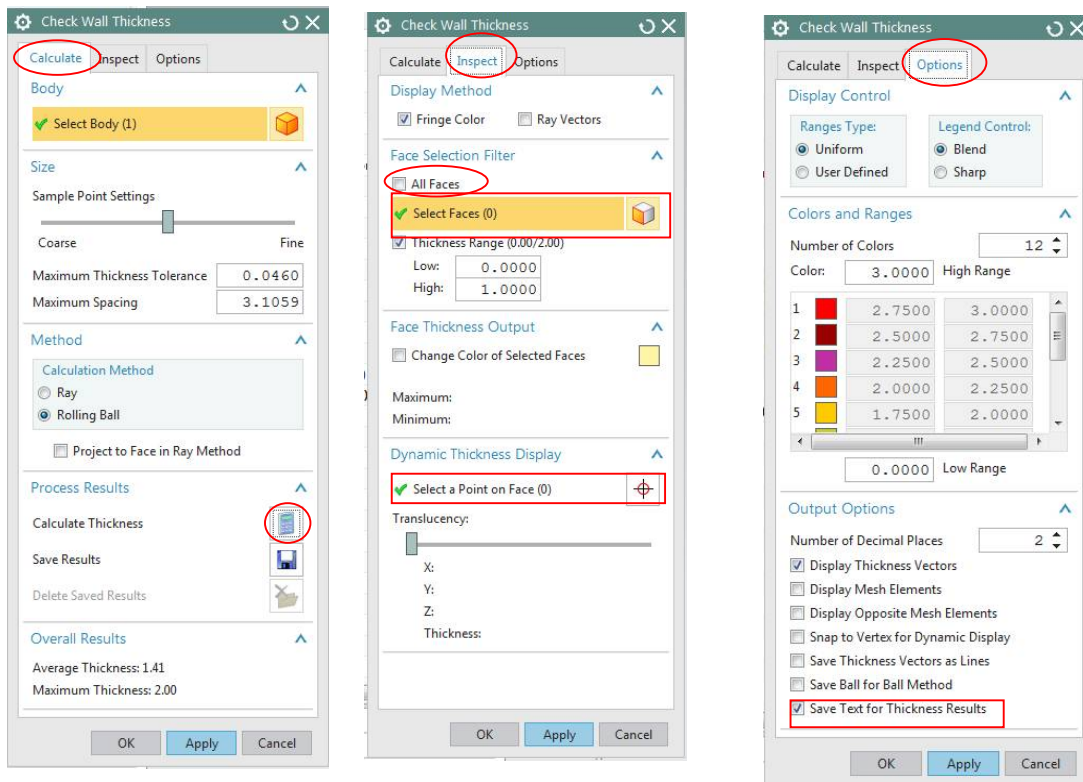 Check Wall Thickness
Calculate Inspect Options
Body
Select Body (1)
Size
Sample Point Settings
Coarse Fine
Maximum Thickness Tolerance 0.0460
Maximum Spacing 3.1059
Method
Calculation Method
Ray
Rolling Ball
Project to Face in Ray Method
Process Results
Calculate Thickness
Save Results
Delete Saved Results
Overall Results
Average Thickness: 1.41
Maximum Thickness: 2.00
OK Apply Cancel
Check Wall Thickness
Calculate Inspect Options
Display Method
Fringe Color Ray Vectors
Face Selection Filter
All Faces
Select Faces (0)
Thickness Range (0.00/2.00)
Low: 0.0000
High: 1.0000
Face Thickness Output
Change Color of Selected Faces
Maximum:
Minimum:
Dynamic Thickness Display
Select a Point on Face (0)
Translucency:
X:
Y:
Z:
Thickness:
OK Apply Cancel
Check Wall Thickness
Calculate Inspect Options
Display Control
Ranges Type: Legend Control:
Uniform Blend
User Defined Sharp
Colors and Ranges
Number of Colors 12
Color: 3.0000 High Range
1 2.7500 3.0000
2 2.5000 2.7500
3 2.2500 2.5000
4 2.0000 2.2500
5 1.7500 2.0000
0.0000 Low Range
Output Options
Number of Decimal Places 2
Display Thickness Vectors
Display Mesh Elements
Display Opposite Mesh Elements
Snap to Vertex for Dynamic Display
Save Thickness Vectors as Lines
Save Ball for Ball Method
Save Text for Thickness Results
OK Apply Cancel